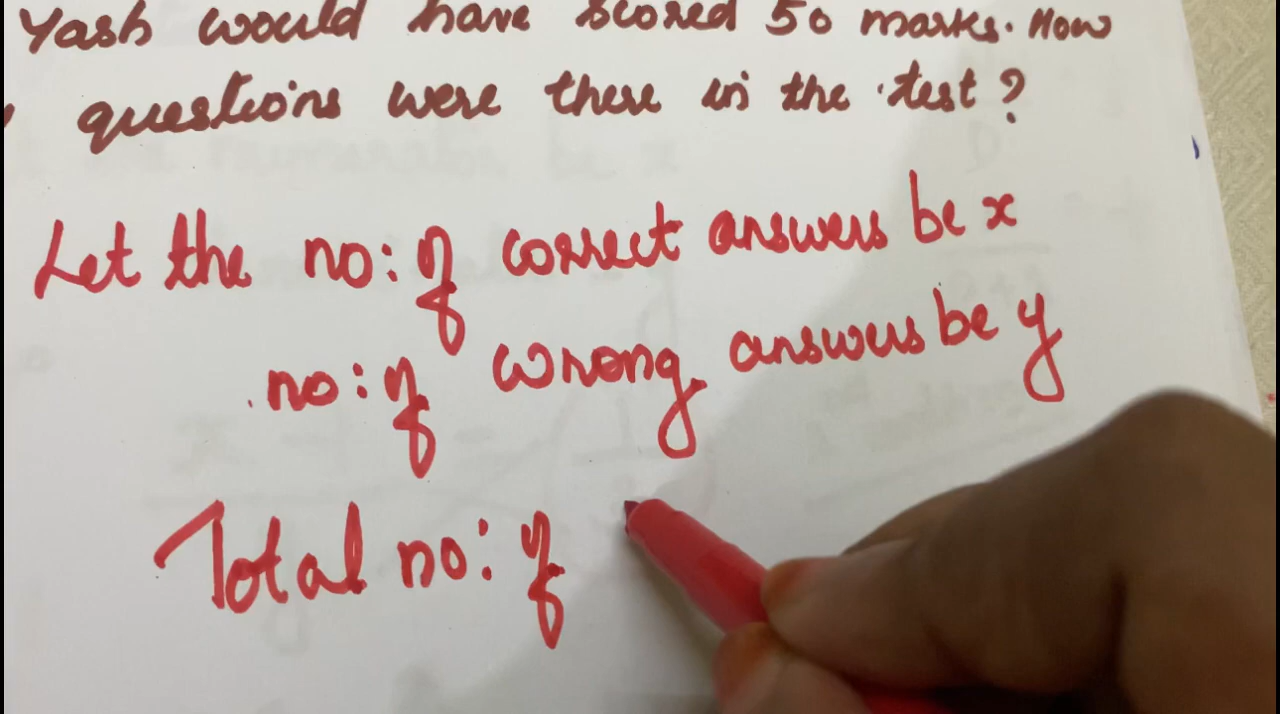 Yash would have scored 50 marks. How
questions were there in the test?
Let the no: of correct answers be x
no: of wrong answers be y
Total no: of